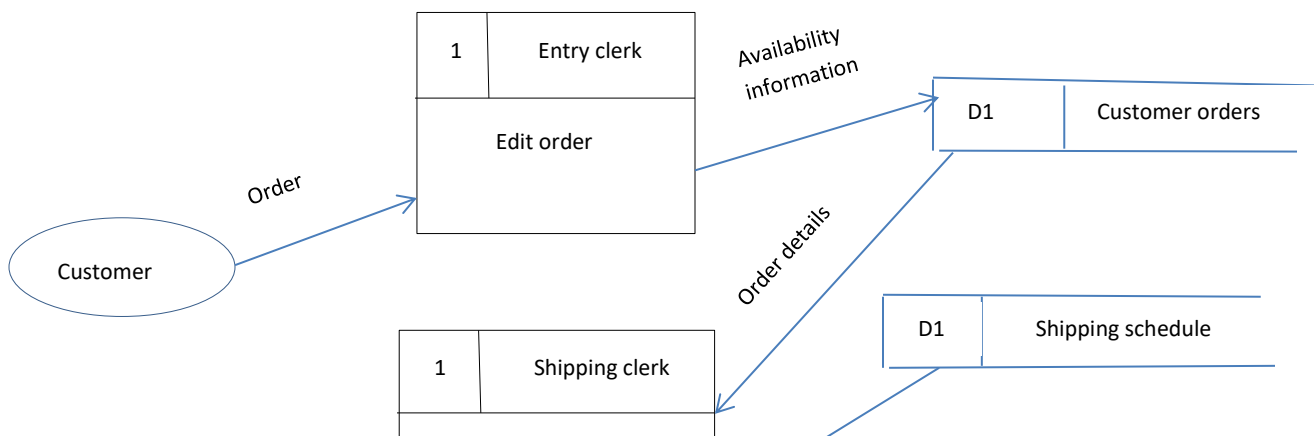 1
Entry clerk
Availability
information
D1
Customer orders
Edit order
Order
Customer
Order details
D1
Shipping schedule
1
Shipping clerk